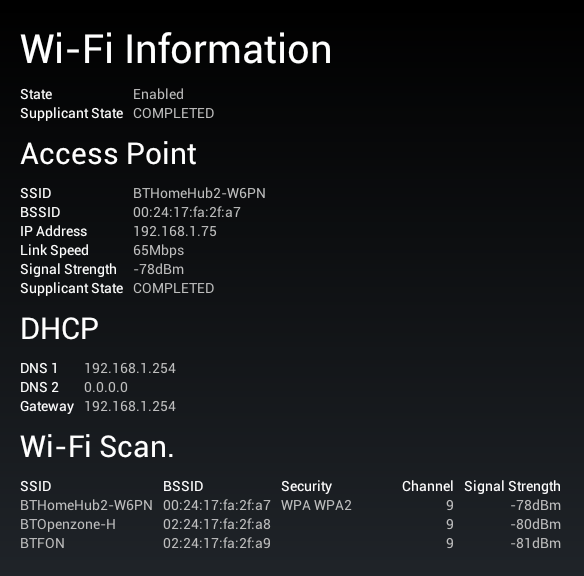 Wi-Fi Information
State Enabled
Supplicant State COMPLETED
Access Point
SSID BTHomeHub2-W6PN
BSSID 00:24:17:fa:2f:a7
IP Address 192.168.1.75
Link Speed 65Mbps
Signal Strength -78dBm
Supplicant State COMPLETED
DHCP
DNS 1 192.168.1.254
DNS 2 0.0.0.0
Gateway 192.168.1.254
Wi-Fi Scan.
SSID BSSID Security Channel Signal Strength
BTHomeHub2-W6PN 00:24:17:fa:2f:a7 WPA WPA2 9 -78dBm
BTOpenzone-H 02:24:17:fa:2f:a8 9 -80dBm
BTFON 02:24:17:fa:2f:a9 9 -81dBm